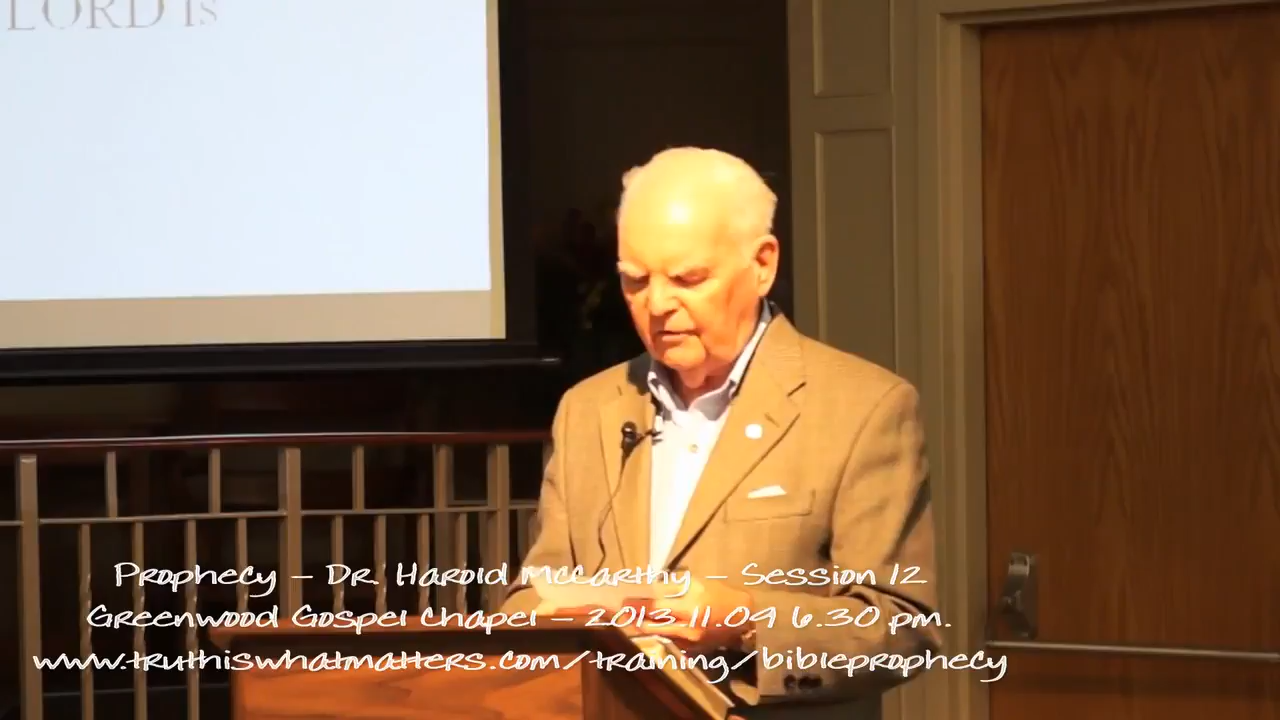 LORD is
Prophecy – Dr. Harold McCarthy – Session 12
Greenwood Gospel Chapel – 2013.11.09 6.30 pm.
www.truthiswhatmatters.com/training/bibleprophecy